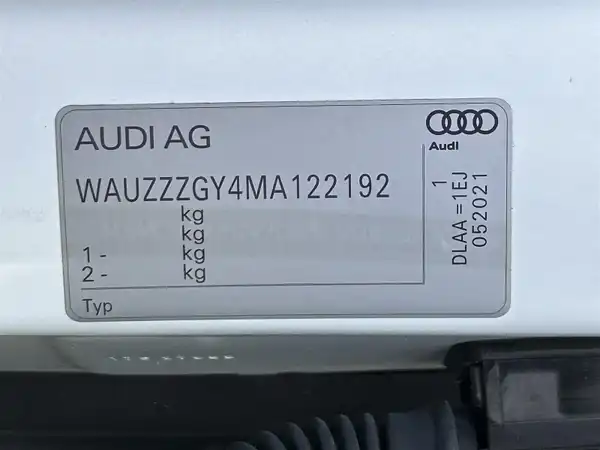 AUDI AG
Audi
WAUZZZGY4MA122192
kg
kg
1 - kg
2 - kg
Typ
1
DLAA = 1EJ
052021